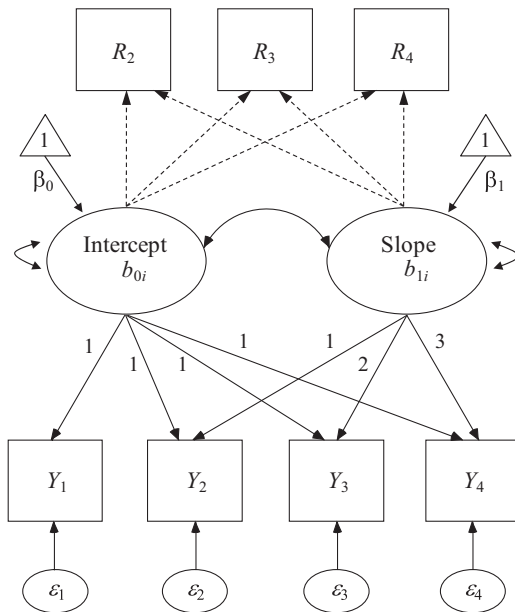 R2 R3 R4
1 1
β0 β1
Intercept Slope
b0i b1i
1 1 1 1 1 2 3
Y1 Y2 Y3 Y4
ε1 ε2 ε3 ε4